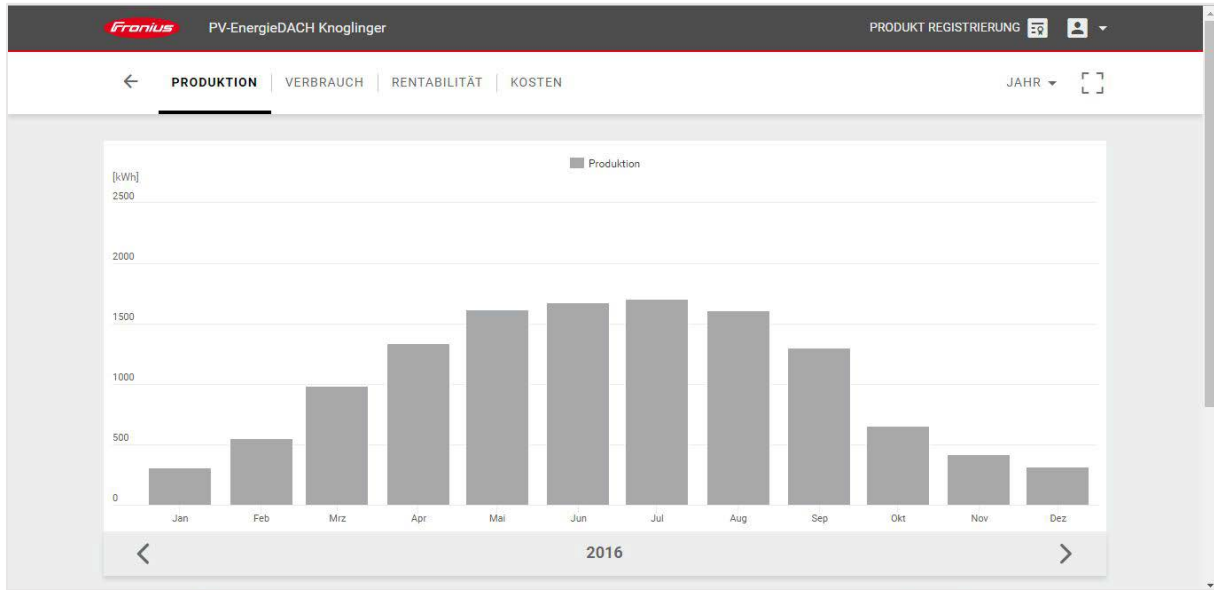 Fronius PV-EnergieDACH Knoglinger PRODUKT REGISTRIERUNG
PRODUKTION VERBRAUCH RENTABILITÄT KOSTEN JAHR
Produktion
[kWh]
2500
2000
1500
1000
500
0
Jan Feb Mrz Apr Mai Jun Jul Aug Sep Okt Nov Dez
2016